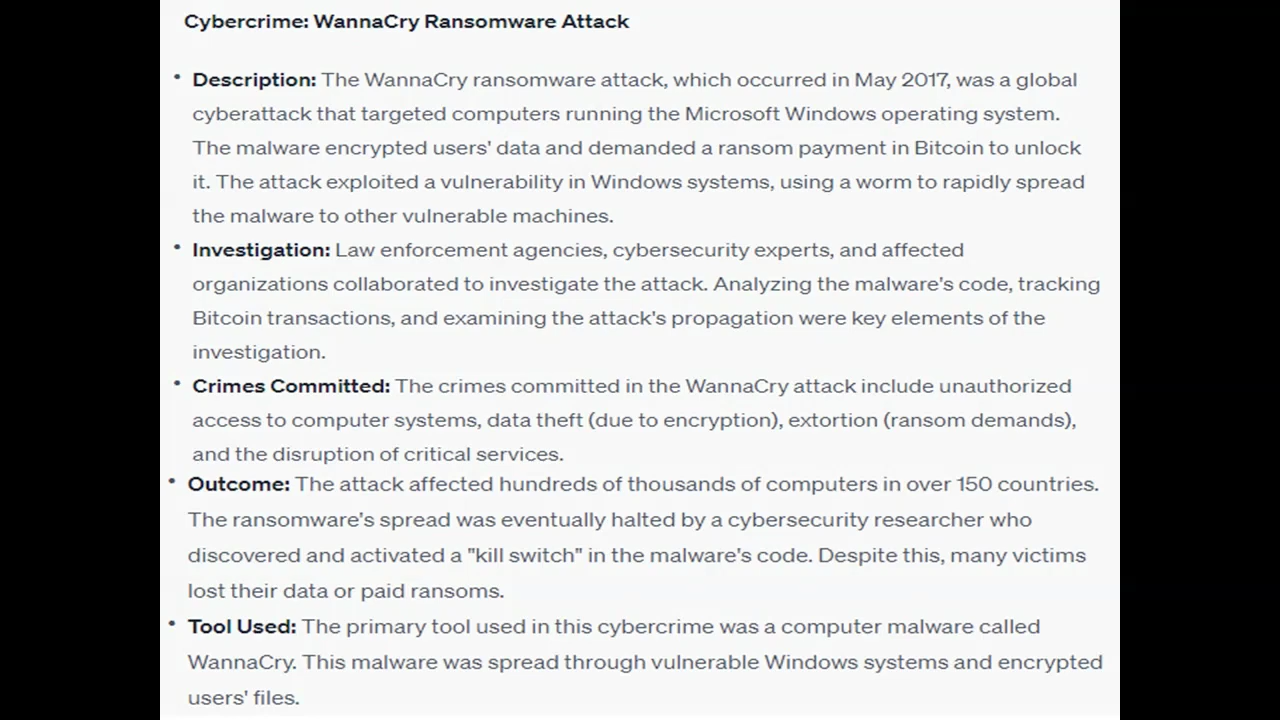 Cybercrime: WannaCry Ransomware Attack
• Description: The WannaCry ransomware attack, which occurred in May 2017, was a global
cyberattack that targeted computers running the Microsoft Windows operating system.
The malware encrypted users' data and demanded a ransom payment in Bitcoin to unlock
it. The attack exploited a vulnerability in Windows systems, using a worm to rapidly spread
the malware to other vulnerable machines.
• Investigation: Law enforcement agencies, cybersecurity experts, and affected
organizations collaborated to investigate the attack. Analyzing the malware's code, tracking
Bitcoin transactions, and examining the attack's propagation were key elements of the
investigation.
• Crimes Committed: The crimes committed in the WannaCry attack include unauthorized
access to computer systems, data theft (due to encryption), extortion (ransom demands),
and the disruption of critical services.
• Outcome: The attack affected hundreds of thousands of computers in over 150 countries.
The ransomware's spread was eventually halted by a cybersecurity researcher who
discovered and activated a "kill switch" in the malware's code. Despite this, many victims
lost their data or paid ransoms.
• Tool Used: The primary tool used in this cybercrime was a computer malware called
WannaCry. This malware was spread through vulnerable Windows systems and encrypted
users' files.